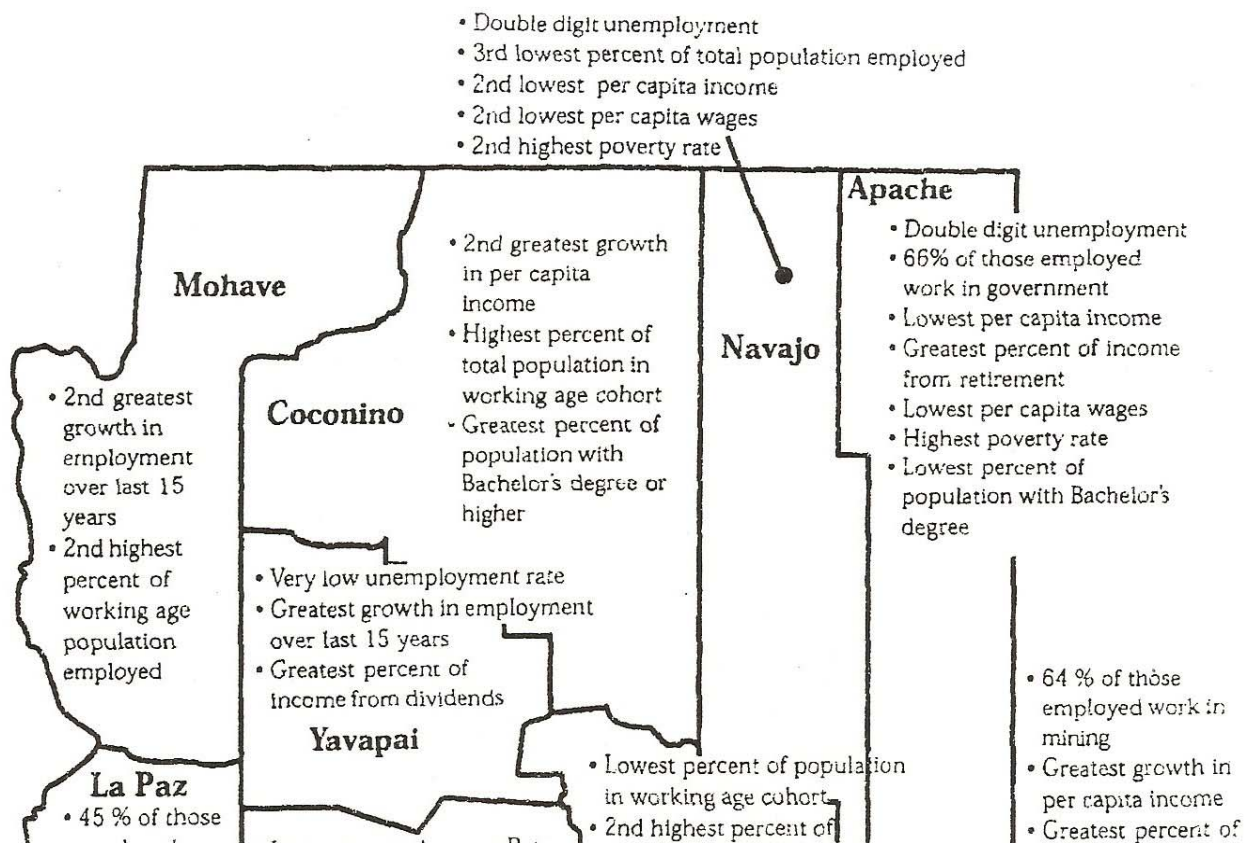 • Double digit unemployment
• 3rd lowest percent of total population employed
• 2nd lowest per capita income
• 2nd lowest per capita wages
• 2nd highest poverty rate
Apache
• Double digit unemployment
• 66% of those employed
work in government
• Lowest per capita income
• Greatest percent of income
from retirement
• Lowest per capita wages
• Highest poverty rate
• Lowest percent of
population with Bachelor's
degree
Navajo
• 2nd greatest growth
in per capita
income
• Highest percent of
total population in
working age cohort
• Greatest percent of
population with
Bachelor's degree or
higher
Coconino
Mohave
• 2nd greatest
growth in
employment
over last 15
years
• 2nd highest
percent of
working age
population
employed
• Very low unemployment rate
• Greatest growth in employment
over last 15 years
• Greatest percent of
income from dividends
Yavapai
La Paz
• 45 % of those
• Lowest percent of population
in working age cohort
• 2nd highest percent of
• 64 % of those
employed work in
mining
• Greatest growth in
per capita income
• Greatest percent of